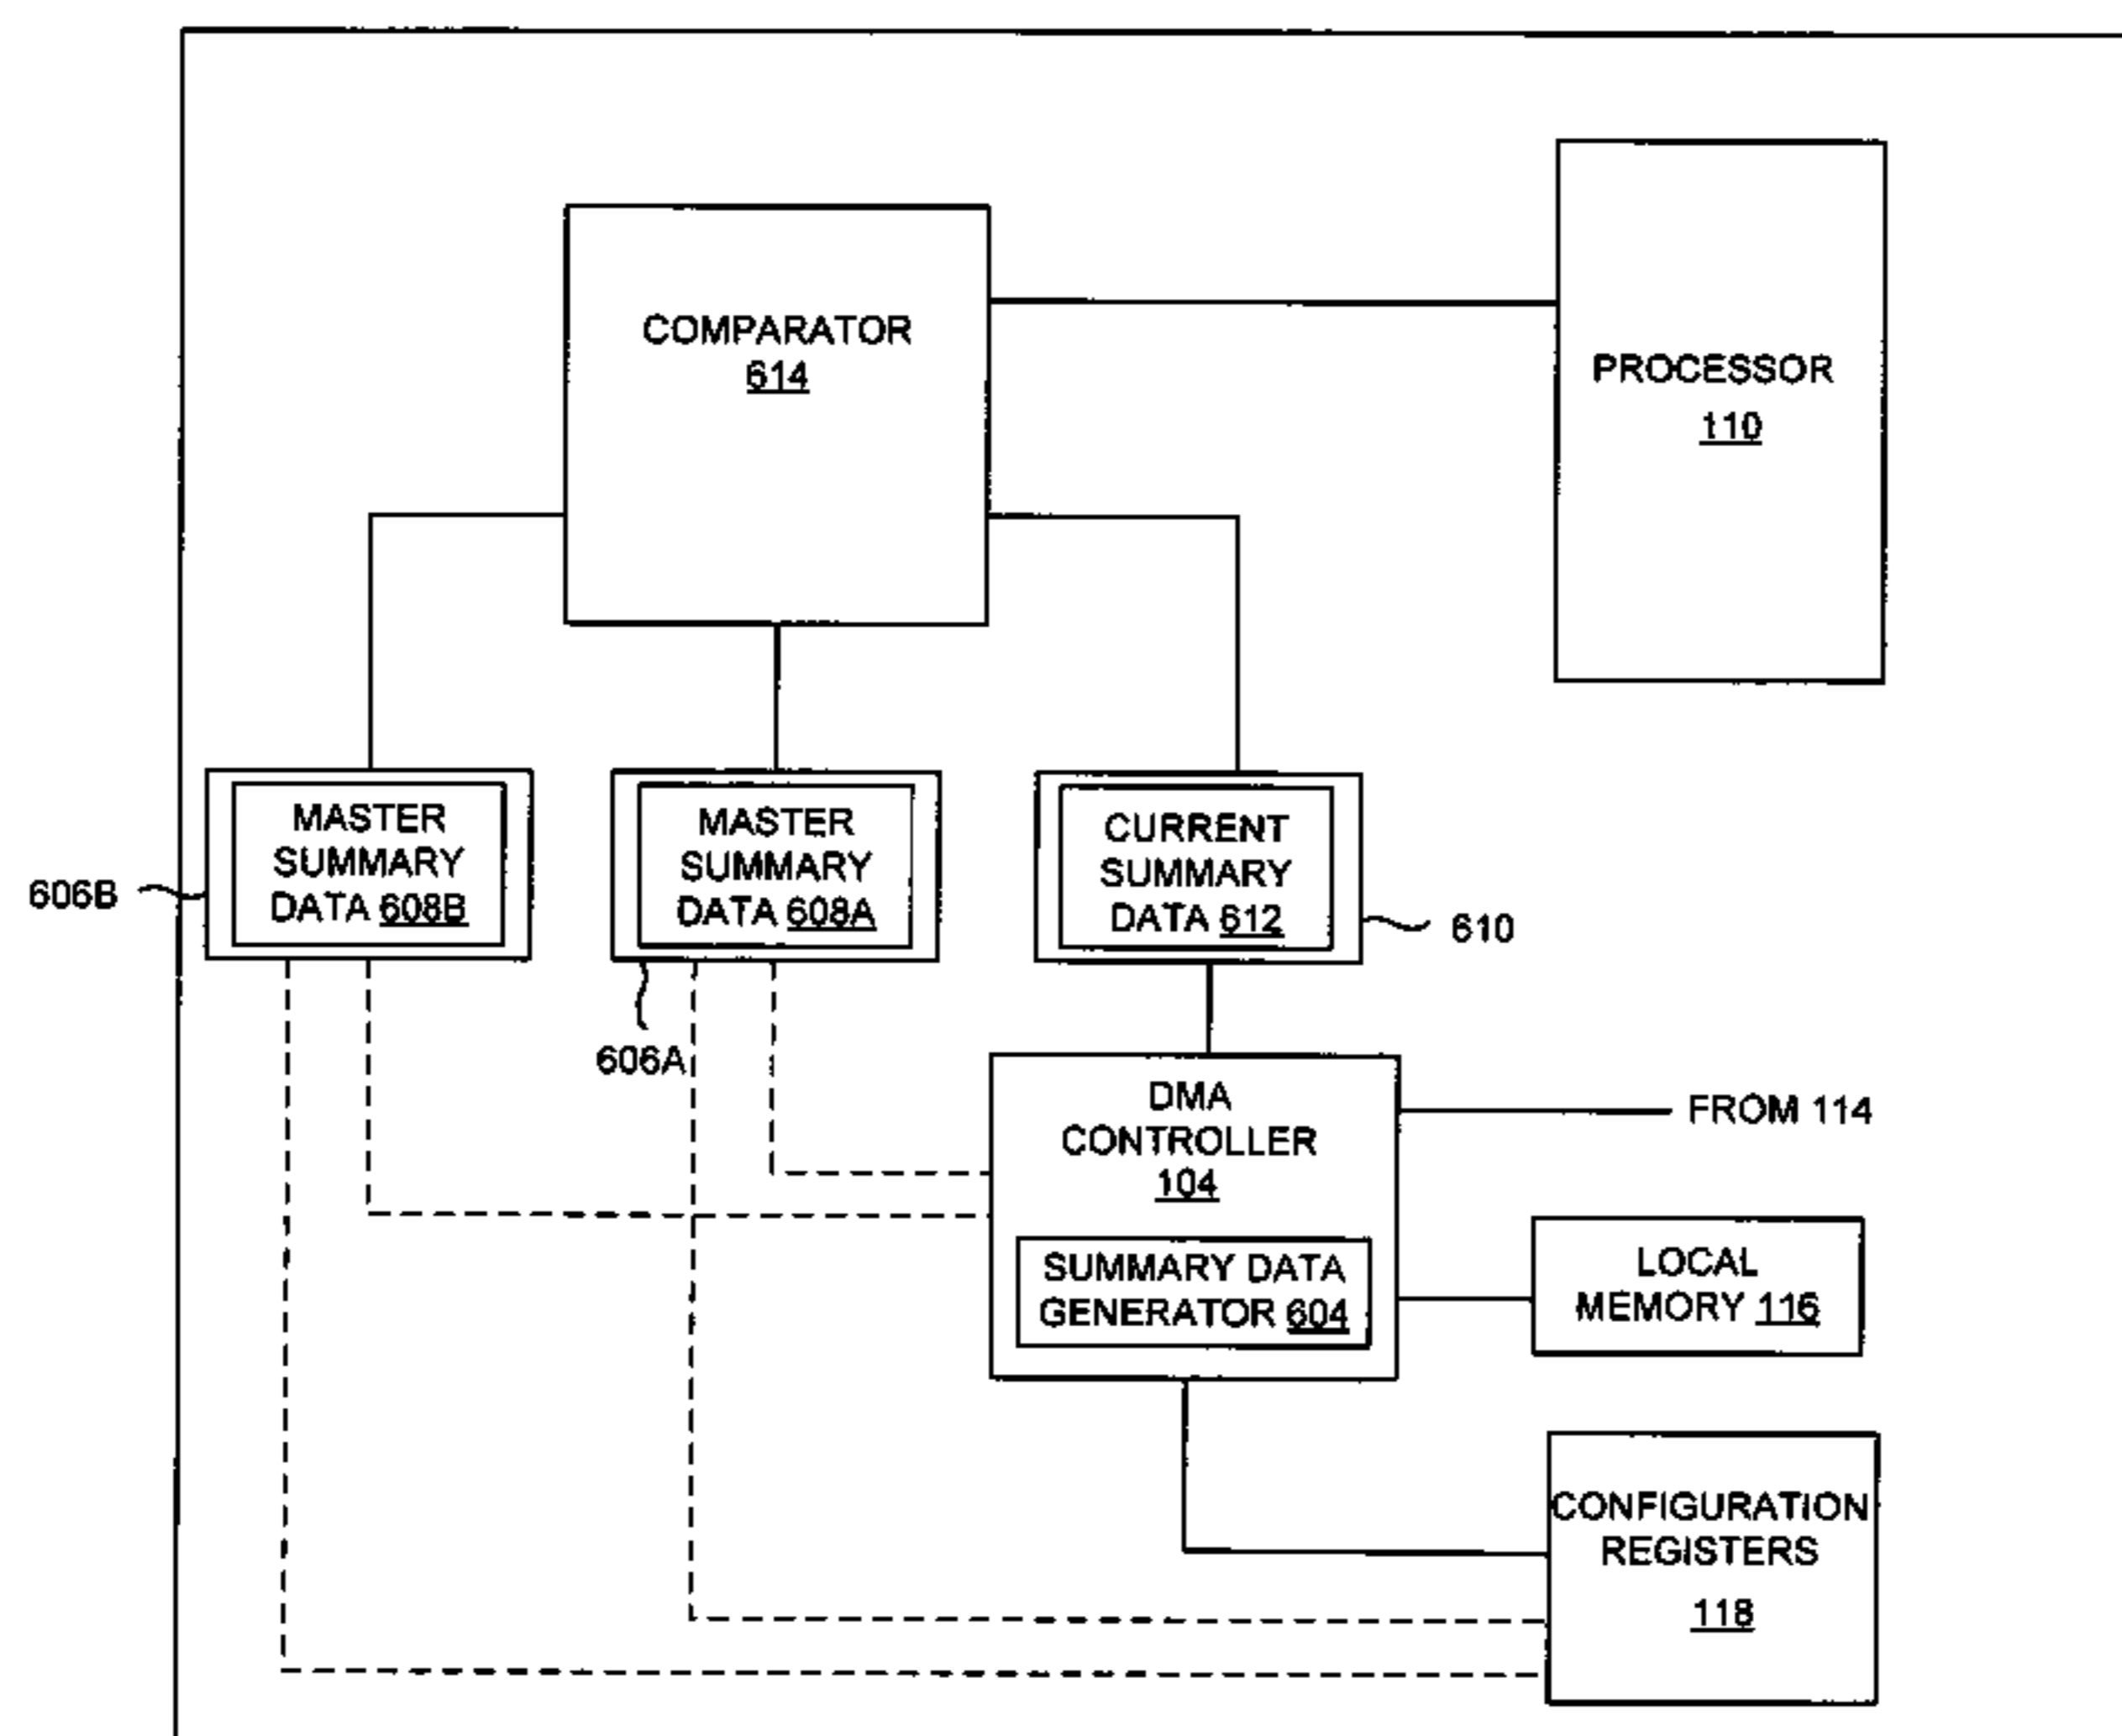 COMPARATOR
614
PROCESSOR
110
MASTER
SUMMARY
DATA 608B
MASTER
SUMMARY
DATA 608A
CURRENT
SUMMARY
DATA 612
606B
610
606A
DMA
CONTROLLER
104
FROM 114
SUMMARY DATA
GENERATOR 604
LOCAL
MEMORY 116
CONFIGURATION
REGISTERS
118